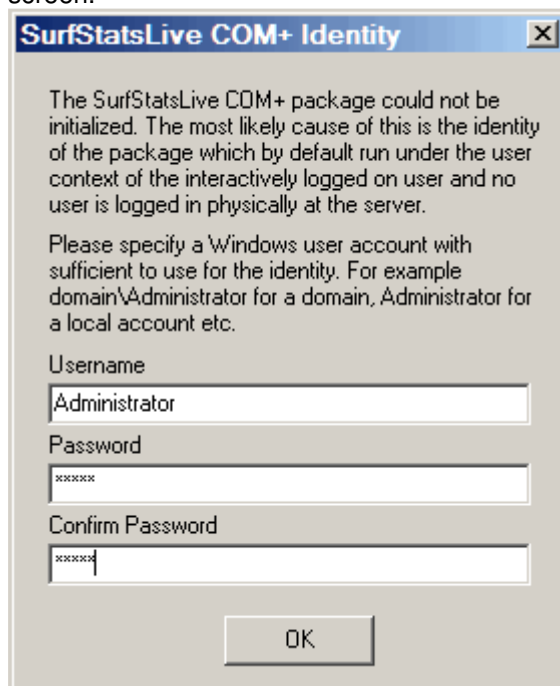 screen.
SurfStatsLive COM+ Identity
The SurfStatsLive COM+ package could not be
initialized. The most likely cause of this is the identity
of the package which by default run under the user
context of the interactively logged on user and no
user is logged in physically at the server.
Please specify a Windows user account with
sufficient to use for the identity. For example
domain\Administrator for a domain, Administrator for
a local account etc.
Username
Administrator
Password
*****
Confirm Password
*****
OK